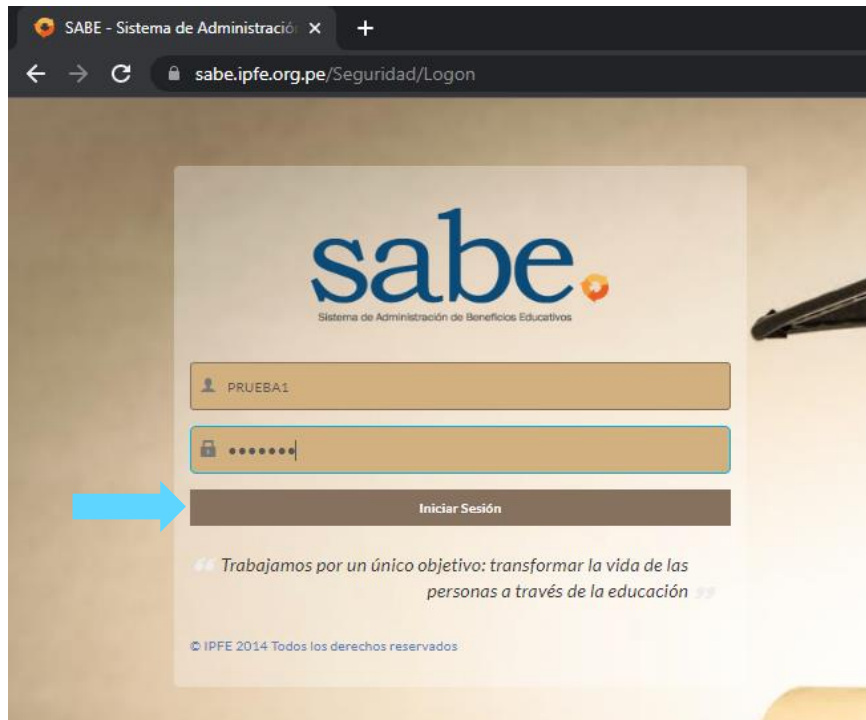 SABE - Sistema de Administració
sabe.ipfe.org.pe/Seguridad/Logon
sabe
Sistema de Administración de Beneficios Educativos
PRUEBA1
•••••••
Iniciar Sesión
“ Trabajamos por un único objetivo: transformar la vida de las
personas a través de la educación ”
© IPFE 2014 Todos los derechos reservados